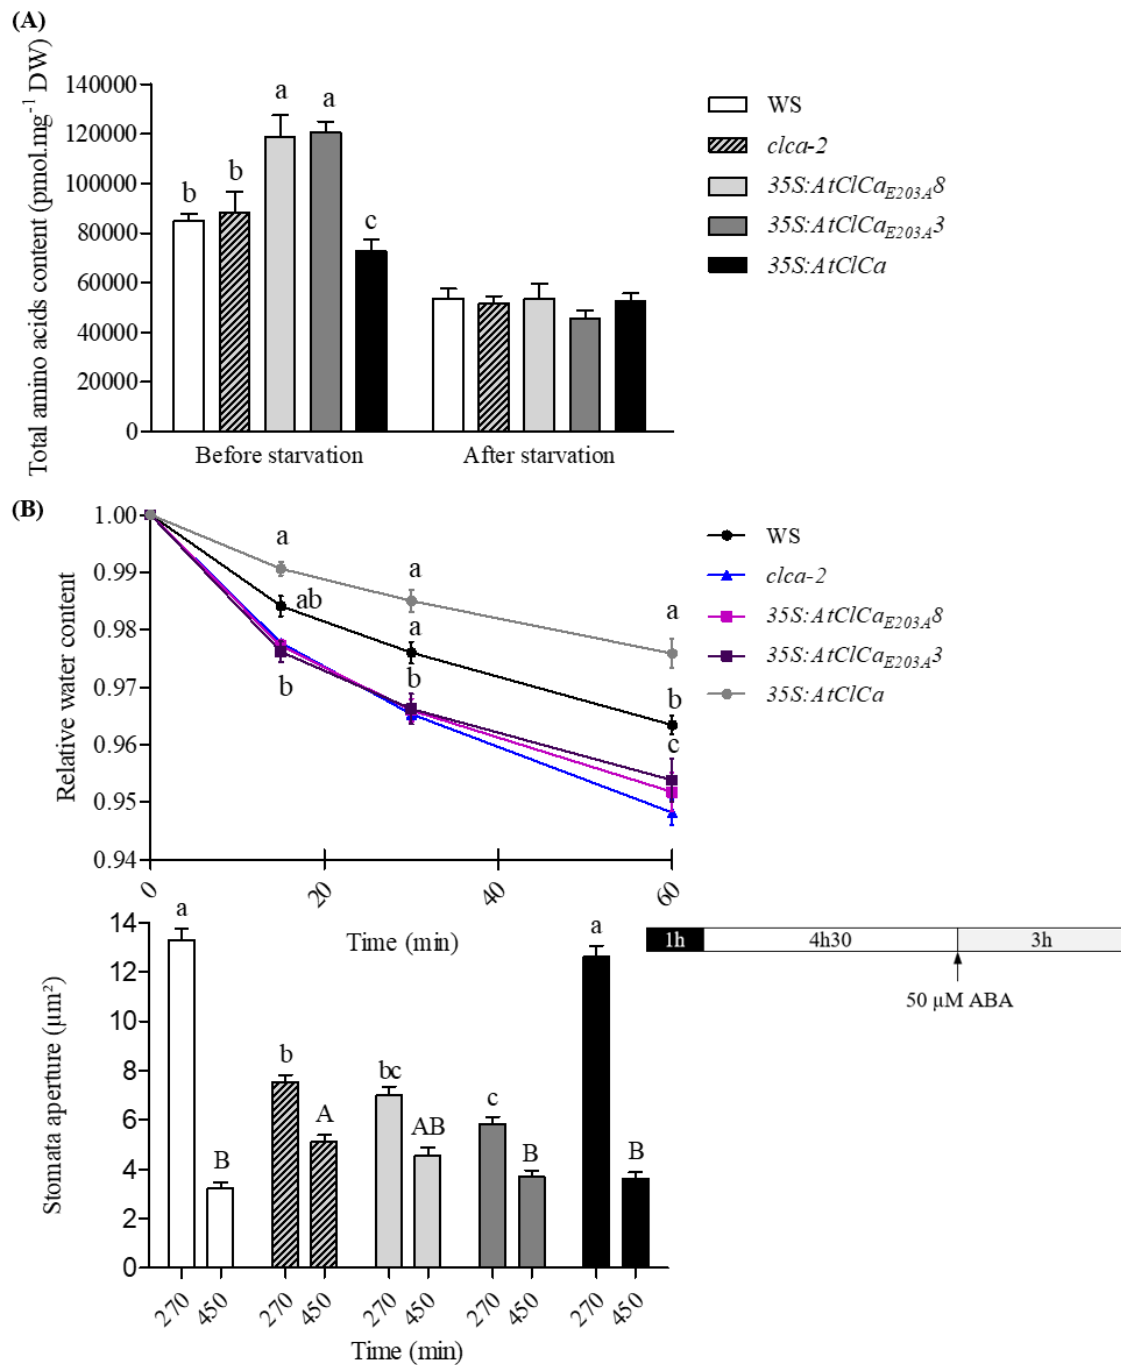 (A)
Total amino acids content (pmol.mg⁻¹ DW)
140000
120000
100000
80000
60000
40000
20000
0
a
a
b
b
c
Before starvation
After starvation
WS
clca-2
35S:AtClCa_E203A8
35S:AtClCa_E203A3
35S:AtClCa
(B)
Relative water content
1.00
0.99
0.98
0.97
0.96
0.95
0.94
a
ab
b
a
a
b
a
b
c
0
20
40
60
Time (min)
WS
clca-2
35S:AtClCa_E203A8
35S:AtClCa_E203A3
35S:AtClCa
Stomata aperture (µm²)
14
12
10
8
6
4
2
0
a
B
b
A
bc
AB
c
B
a
B
270
450
270
450
270
450
270
450
270
450
Time (min)
1h
4h30
3h
50 µM ABA